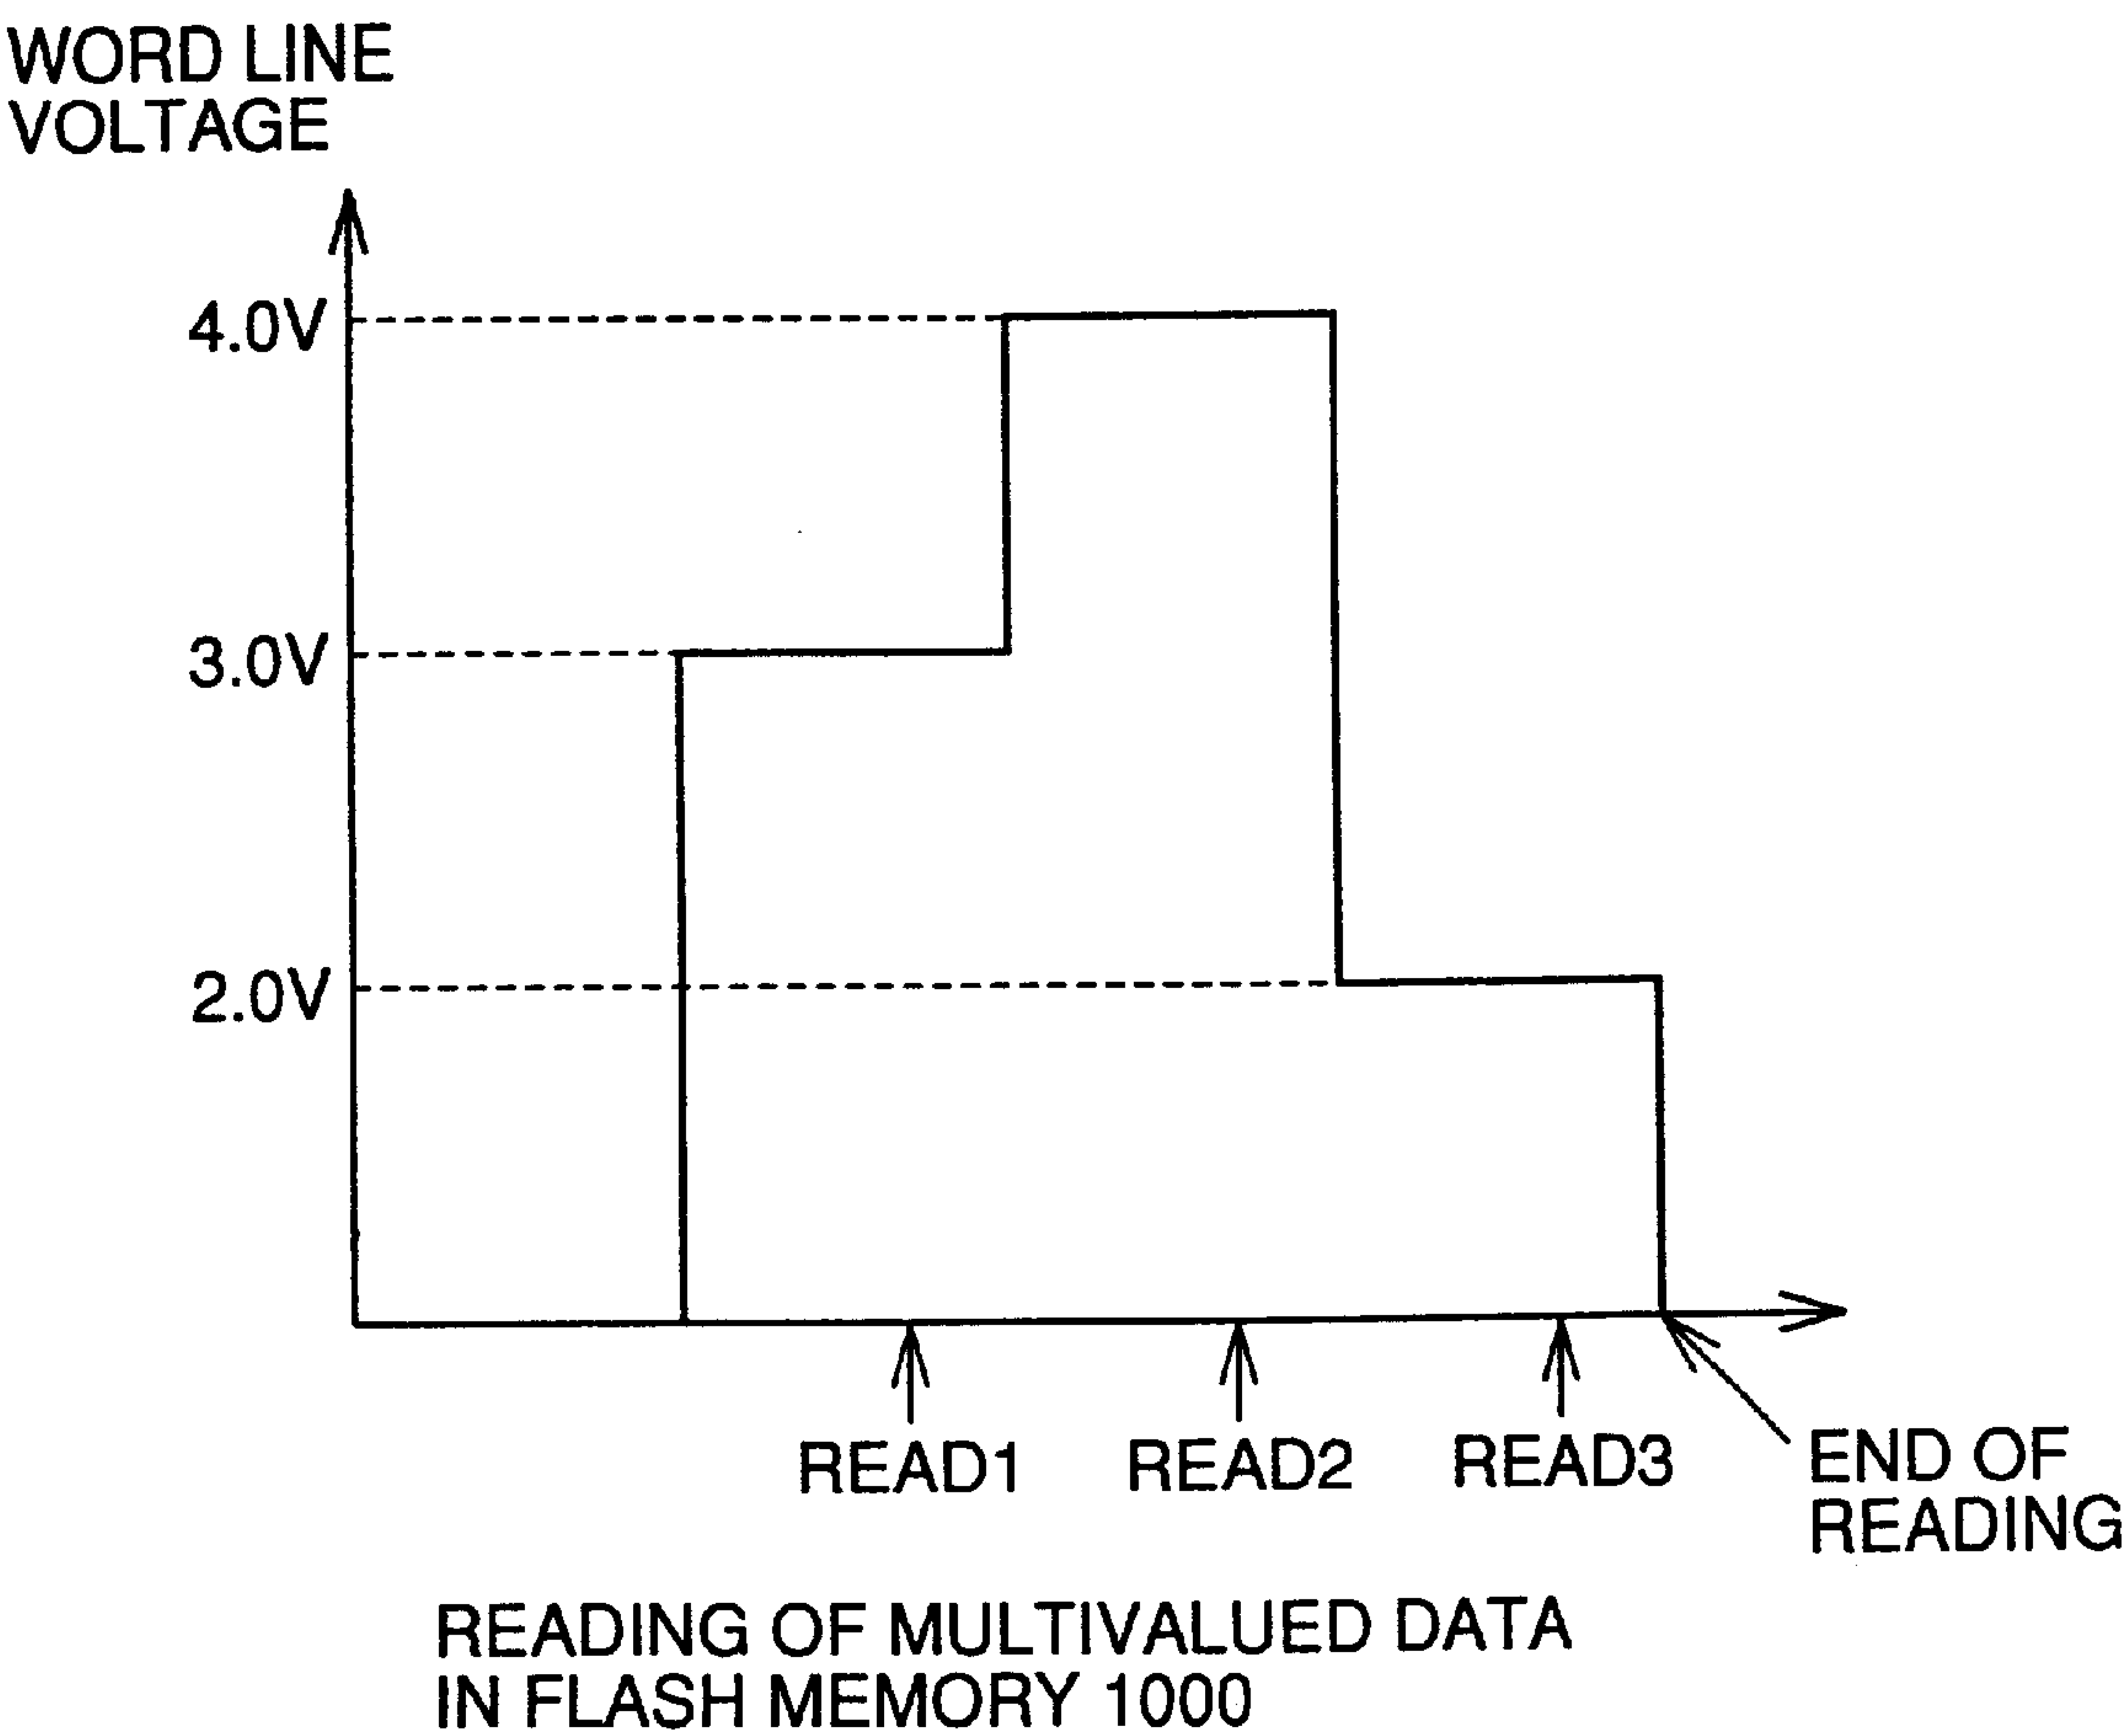 WORD LINE
VOLTAGE
4.0V
3.0V
2.0V
READ1
READ2
READ3
END OF
READING
READING OF MULTIVALUED DATA
IN FLASH MEMORY 1000